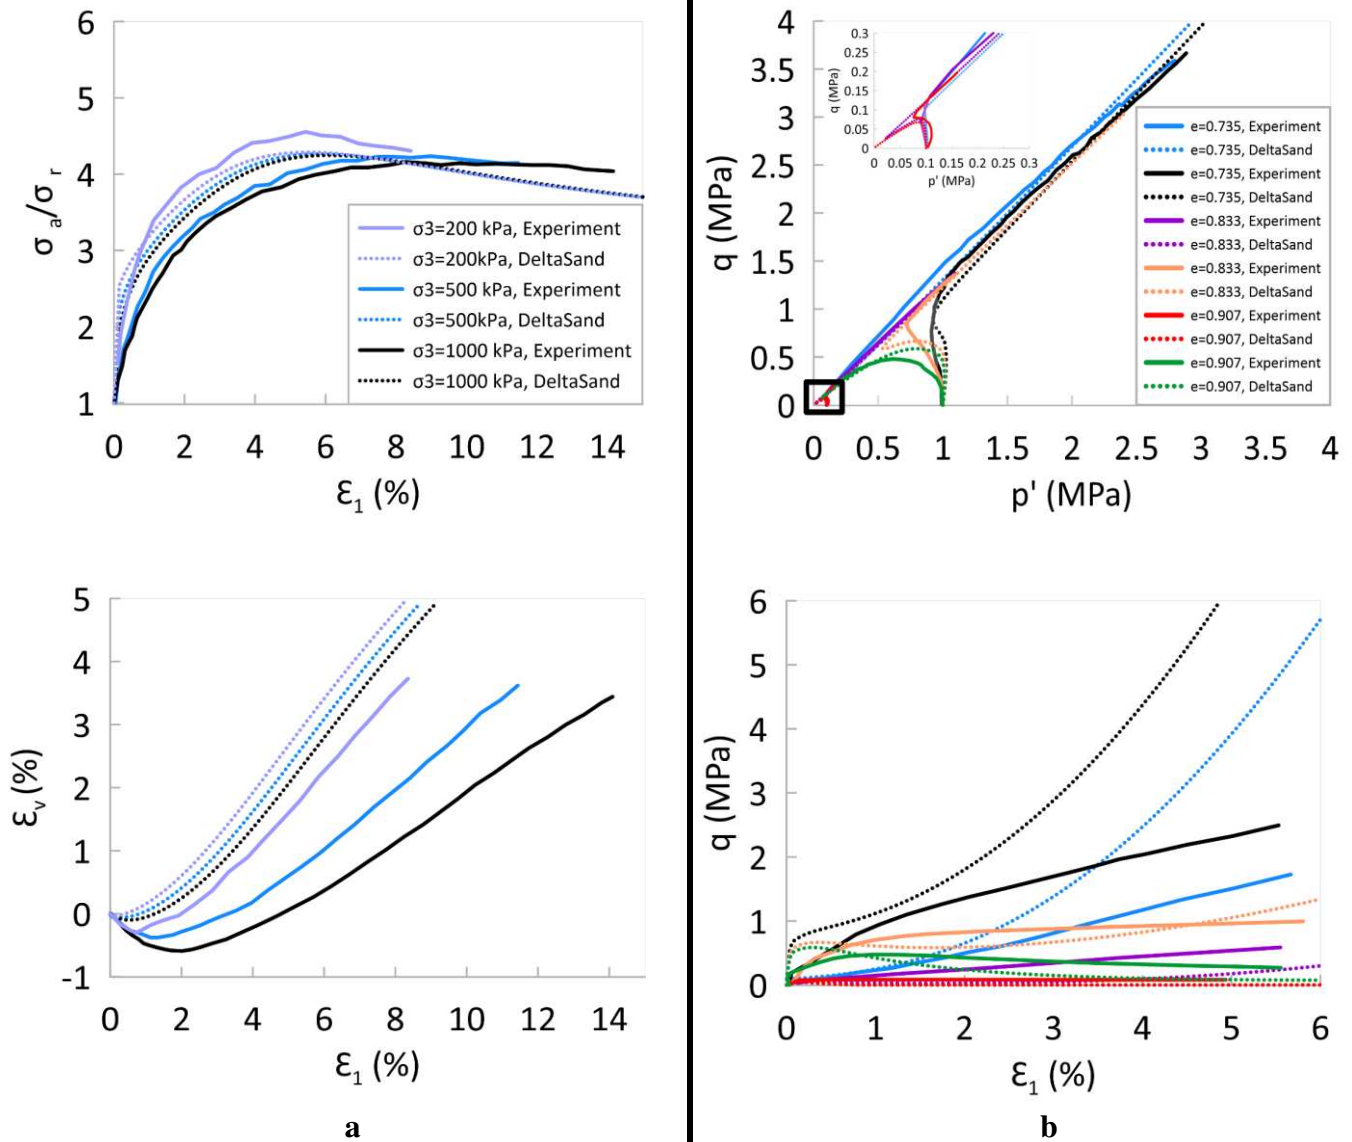 6
5
4
3
2
1
σa/σr
0 2 4 6 8 10 12 14
Ɛ1 (%)
σ3=200 kPa, Experiment
σ3=200kPa, DeltaSand
σ3=500 kPa, Experiment
σ3=500kPa, DeltaSand
σ3=1000 kPa, Experiment
σ3=1000 kPa, DeltaSand
5
4
3
2
1
0
-1
Ɛv (%)
0 2 4 6 8 10 12 14
Ɛ1 (%)
a
4
3.5
3
2.5
2
1.5
1
0.5
0
q (MPa)
0 0.5 1 1.5 2 2.5 3 3.5 4
p' (MPa)
0.3
0.25
0.2
0.15
0.1
0.05
0
q (MPa)
0 0.05 0.1 0.15 0.2 0.25 0.3
p' (MPa)
e=0.735, Experiment
e=0.735, DeltaSand
e=0.735, Experiment
e=0.735, DeltaSand
e=0.833, Experiment
e=0.833, DeltaSand
e=0.833, Experiment
e=0.833, DeltaSand
e=0.907, Experiment
e=0.907, DeltaSand
e=0.907, Experiment
e=0.907, DeltaSand
6
5
4
3
2
1
0
q (MPa)
0 1 2 3 4 5 6
Ɛ1 (%)
b